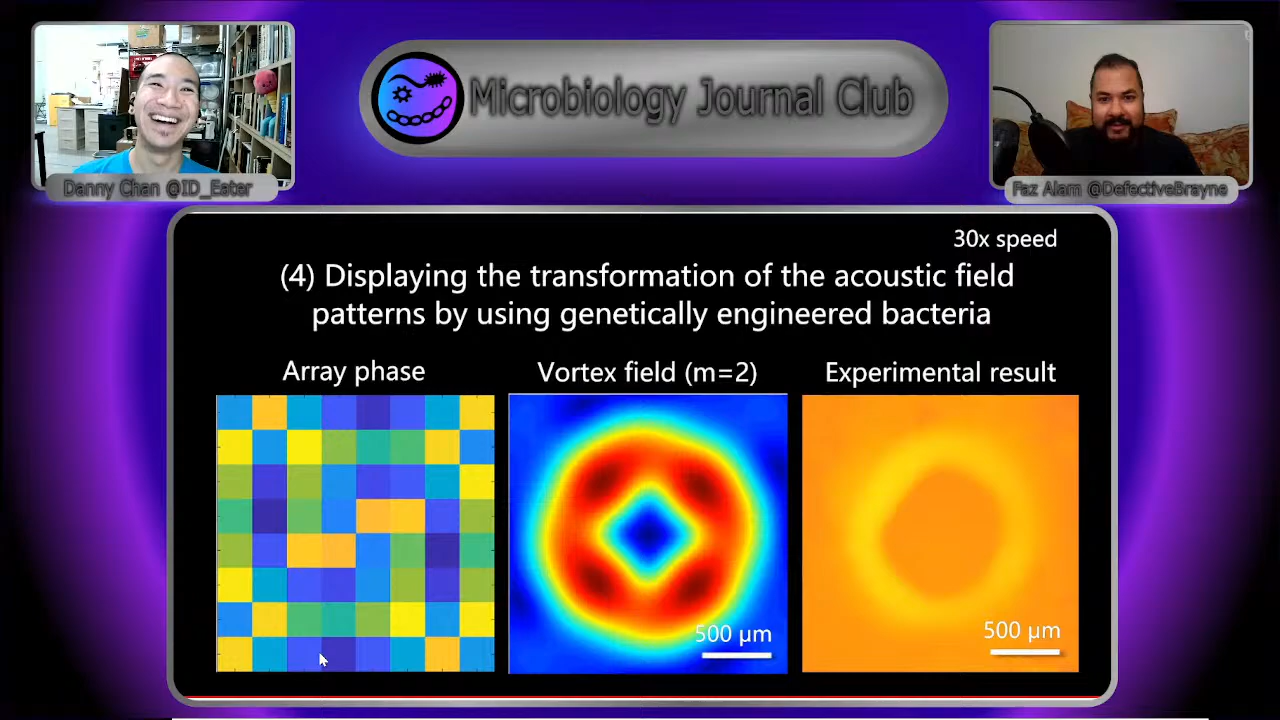 Microbiology Journal Club
Danny Chan @ID_Eater
Faz Alam @DefectiveBrayne
30x speed
(4) Displaying the transformation of the acoustic field
patterns by using genetically engineered bacteria
Array phase
Vortex field (m=2)
Experimental result
500 µm
500 µm